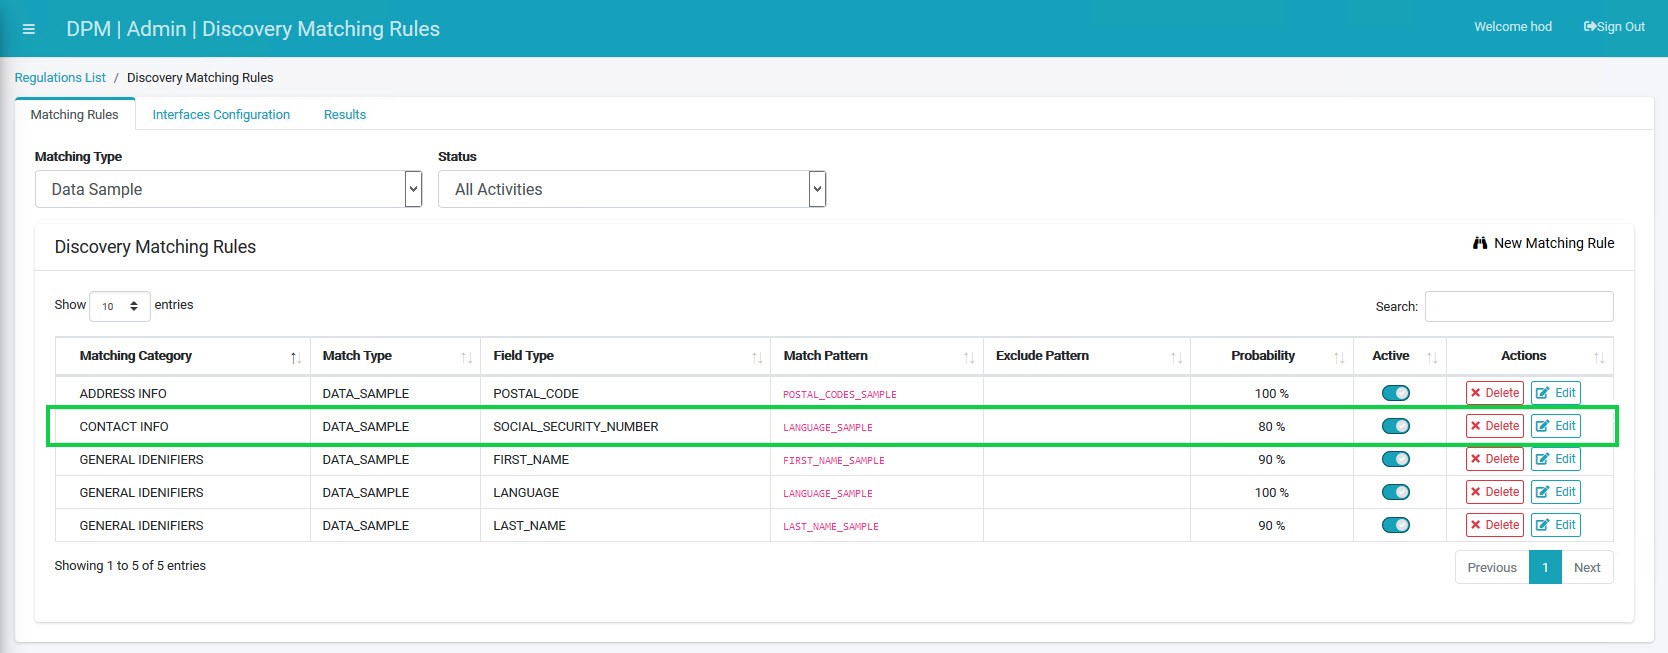 DPM | Admin | Discovery Matching Rules
Welcome hod
Sign Out
Regulations List / Discovery Matching Rules
Matching Rules Interfaces Configuration Results
Matching Type Status
Data Sample All Activities
Discovery Matching Rules
New Matching Rule
Show 10 entries
Search:
Matching Category Match Type Field Type Match Pattern Exclude Pattern Probability Active Actions
ADDRESS INFO DATA_SAMPLE POSTAL_CODE POSTAL_CODES_SAMPLE 100 % Delete Edit
CONTACT INFO DATA_SAMPLE SOCIAL_SECURITY_NUMBER LANGUAGE_SAMPLE 80 % Delete Edit
GENERAL IDENIFIERS DATA_SAMPLE FIRST_NAME FIRST_NAME_SAMPLE 90 % Delete Edit
GENERAL IDENIFIERS DATA_SAMPLE LANGUAGE LANGUAGE_SAMPLE 100 % Delete Edit
GENERAL IDENIFIERS DATA_SAMPLE LAST_NAME LAST_NAME_SAMPLE 90 % Delete Edit
Showing 1 to 5 of 5 entries
Previous 1 Next